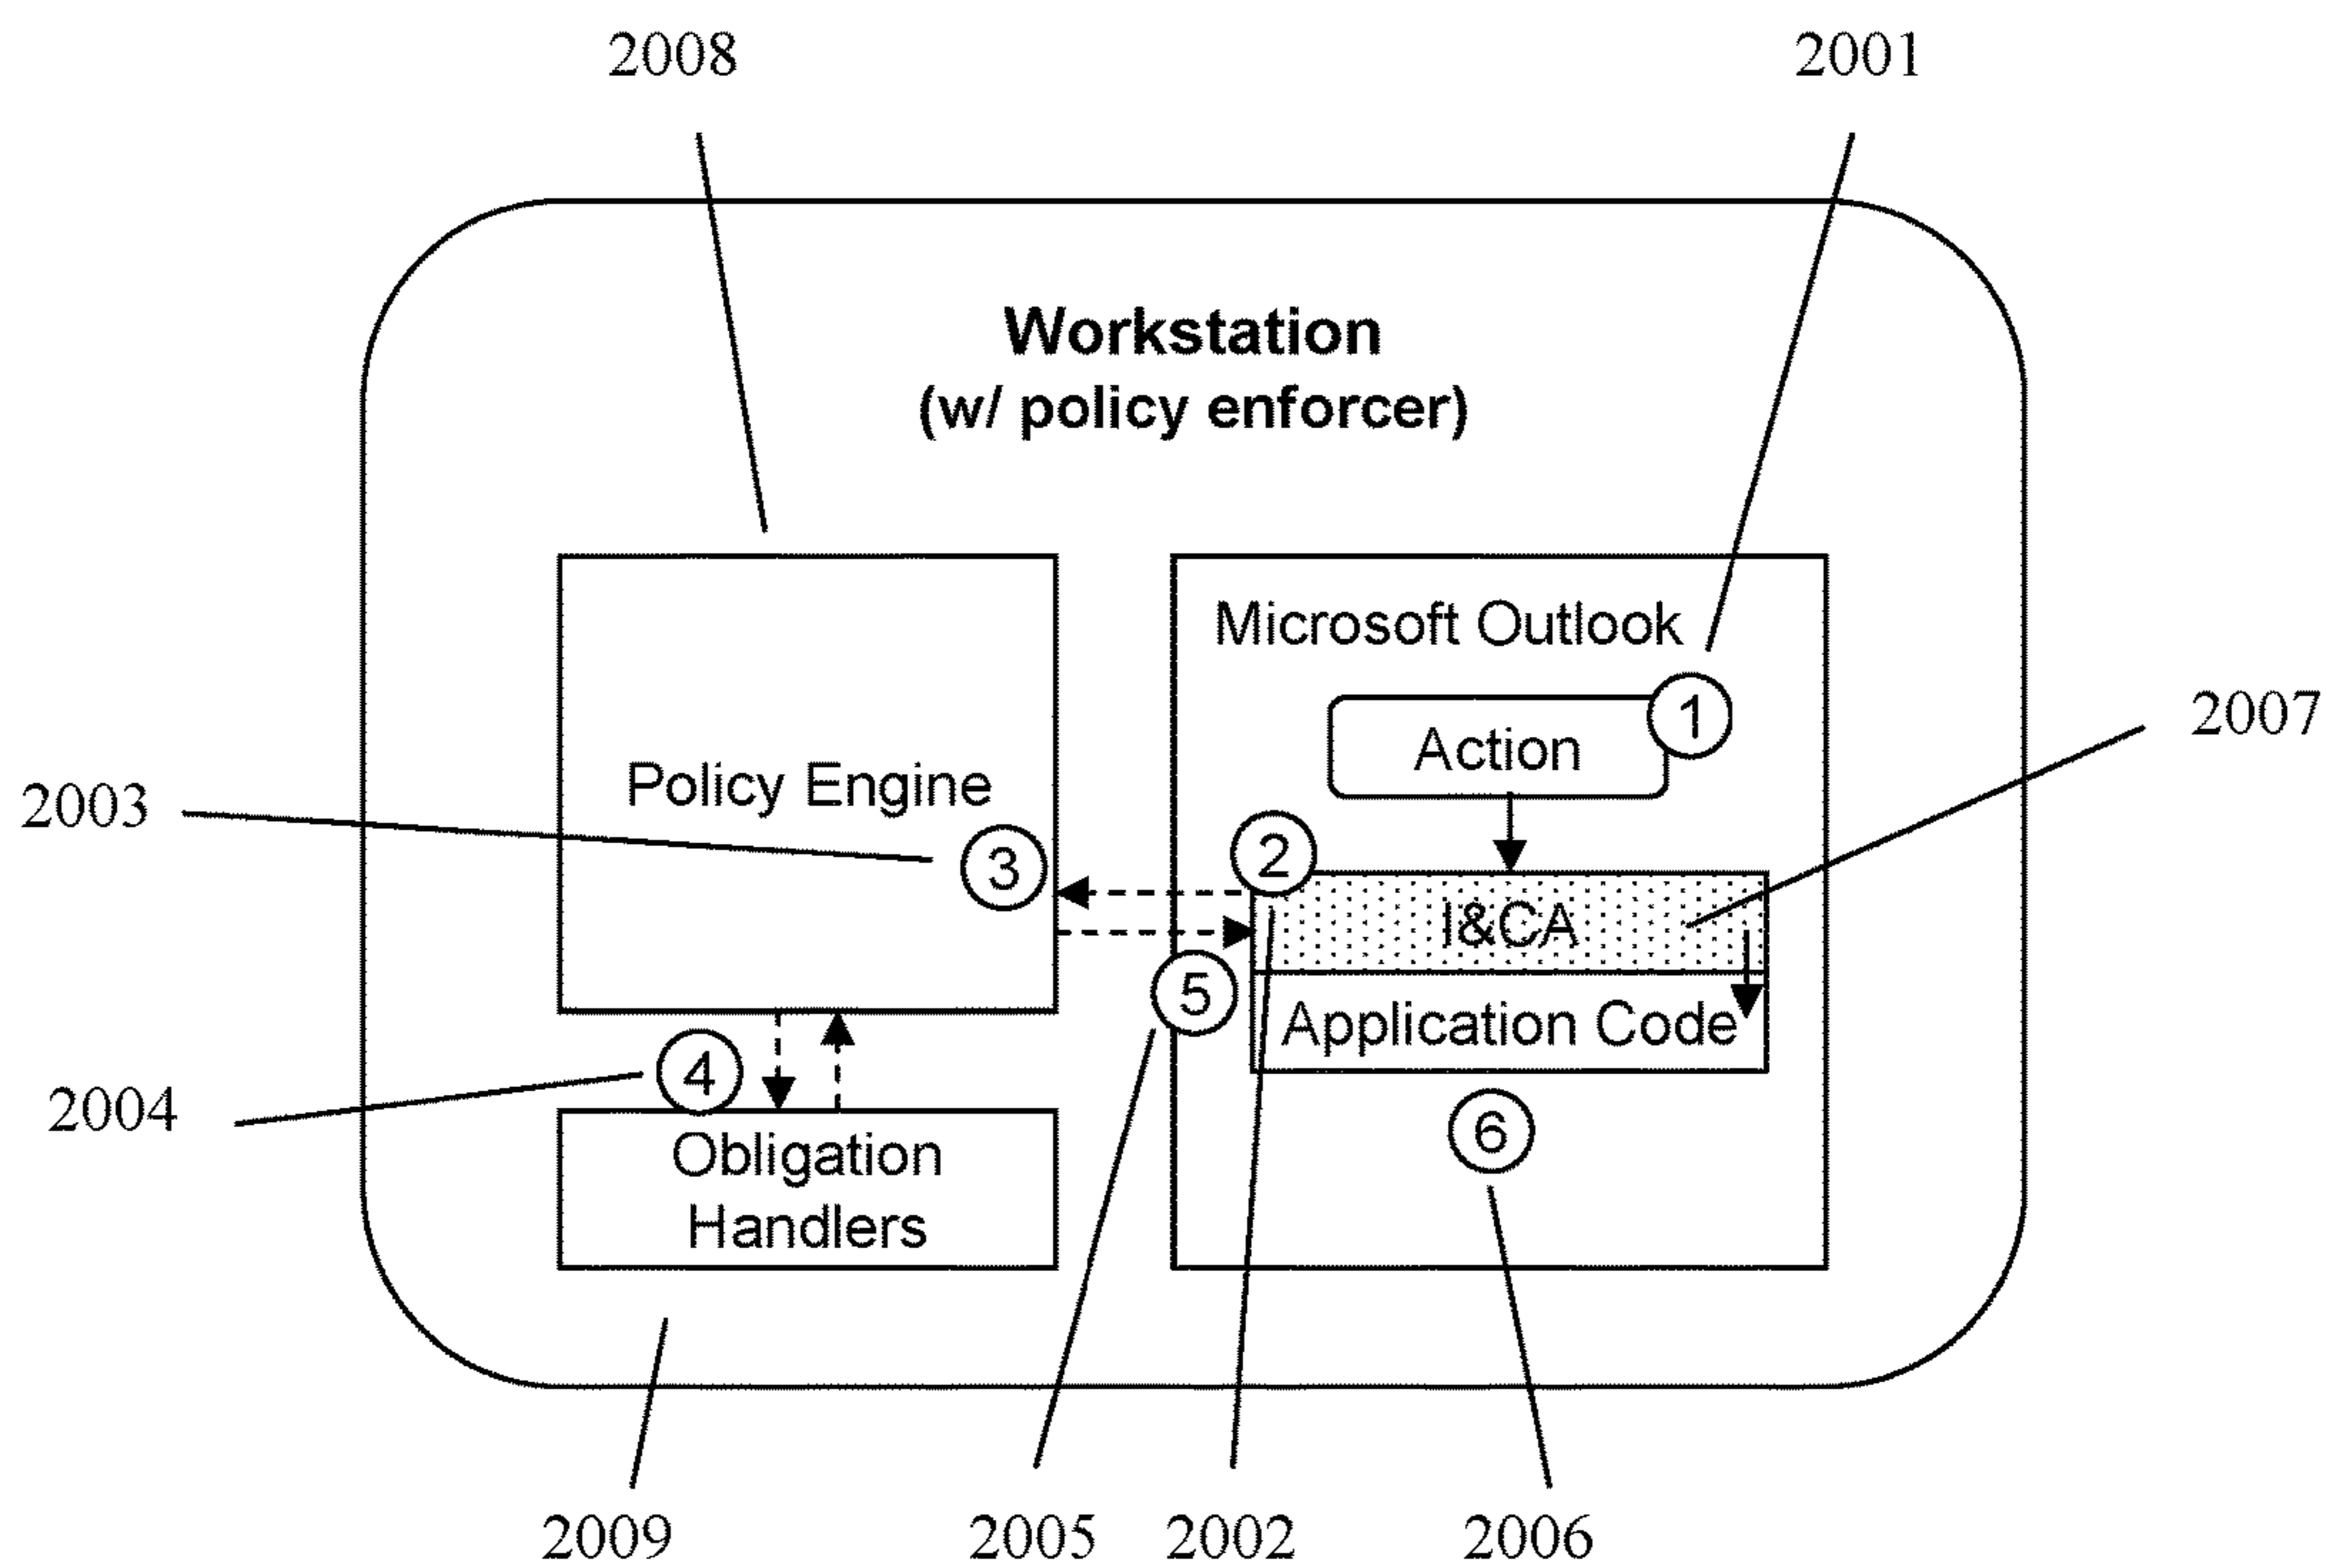 2008
2001
Workstation
(w/ policy enforcer)
Microsoft Outlook
1
Action
2007
Policy Engine
2003
2
3
I&CA
5
Application Code
4
2004
6
Obligation
Handlers
2009
2005
2002
2006